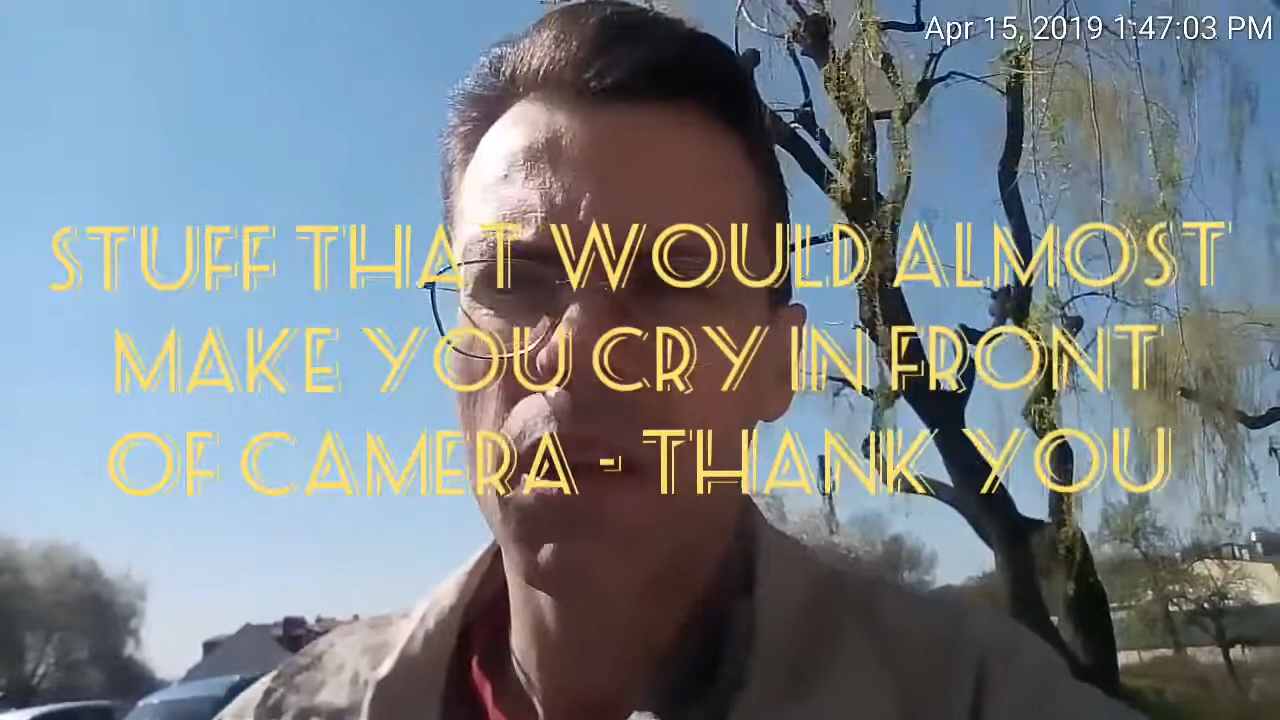 Apr 15, 2019 1:47:03 PM
STUFF THAT WOULD ALMOST
MAKE YOU CRY IN FRONT
OF CAMERA - THANK YOU